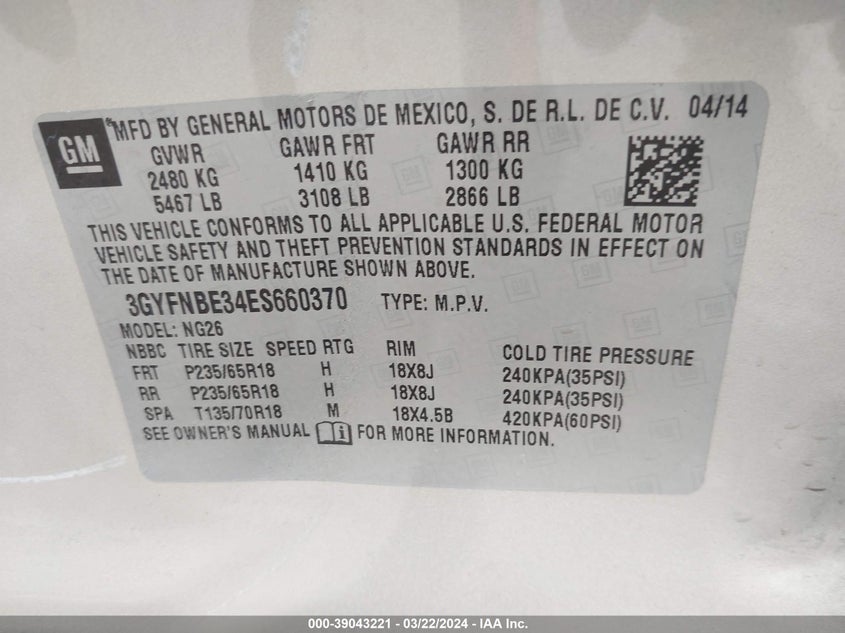 GM
®MFD BY GENERAL MOTORS DE MEXICO, S. DE R.L. DE C.V. 04/14
GVWR GAWR FRT GAWR RR
2480 KG 1410 KG 1300 KG
5467 LB 3108 LB 2866 LB
THIS VEHICLE CONFORMS TO ALL APPLICABLE U.S. FEDERAL MOTOR
VEHICLE SAFETY AND THEFT PREVENTION STANDARDS IN EFFECT ON
THE DATE OF MANUFACTURE SHOWN ABOVE.
3GYFNBE34ES660370 TYPE: M.P.V.
MODEL: NG26
NBBC TIRE SIZE SPEED RTG RIM COLD TIRE PRESSURE
FRT P235/65R18 H 18X8J 240KPA(35PSI)
RR P235/65R18 H 18X8J 240KPA(35PSI)
SPA T135/70R18 M 18X4.5B 420KPA(60PSI)
SEE OWNER'S MANUAL i FOR MORE INFORMATION.
000-39043221 - 03/22/2024 - IAA Inc.